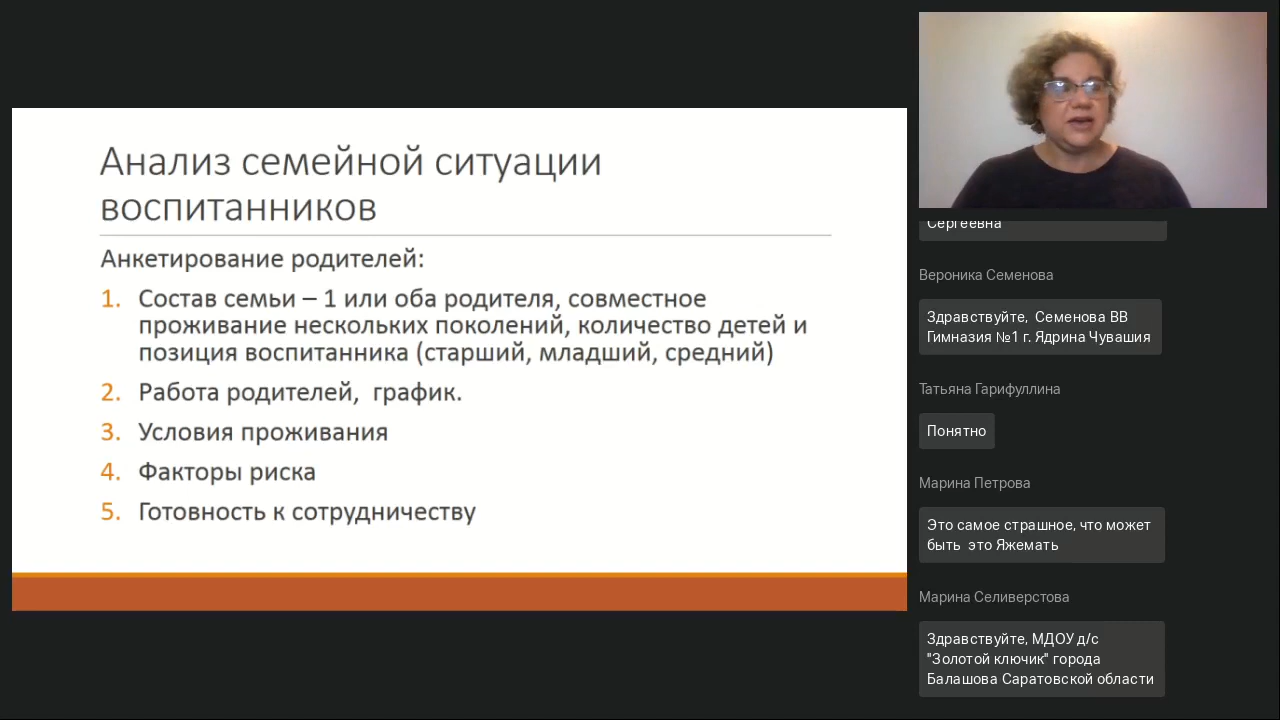 Анализ семейной ситуации
воспитанников
Анкетирование родителей:
1. Состав семьи – 1 или оба родителя, совместное
проживание нескольких поколений, количество детей и
позиция воспитанника (старший, младший, средний)
2. Работа родителей,  график.
3. Условия проживания
4. Факторы риска
5. Готовность к сотрудничеству
Сергеевна
Вероника Семенова
Здравствуйте,  Семенова ВВ
Гимназия №1 г. Ядрина Чувашия
Татьяна Гарифуллина
Понятно
Марина Петрова
Это самое страшное, что может
быть  это Яжемать
Марина Селиверстова
Здравствуйте, МДОУ д/с
"Золотой ключик" города
Балашова Саратовской области